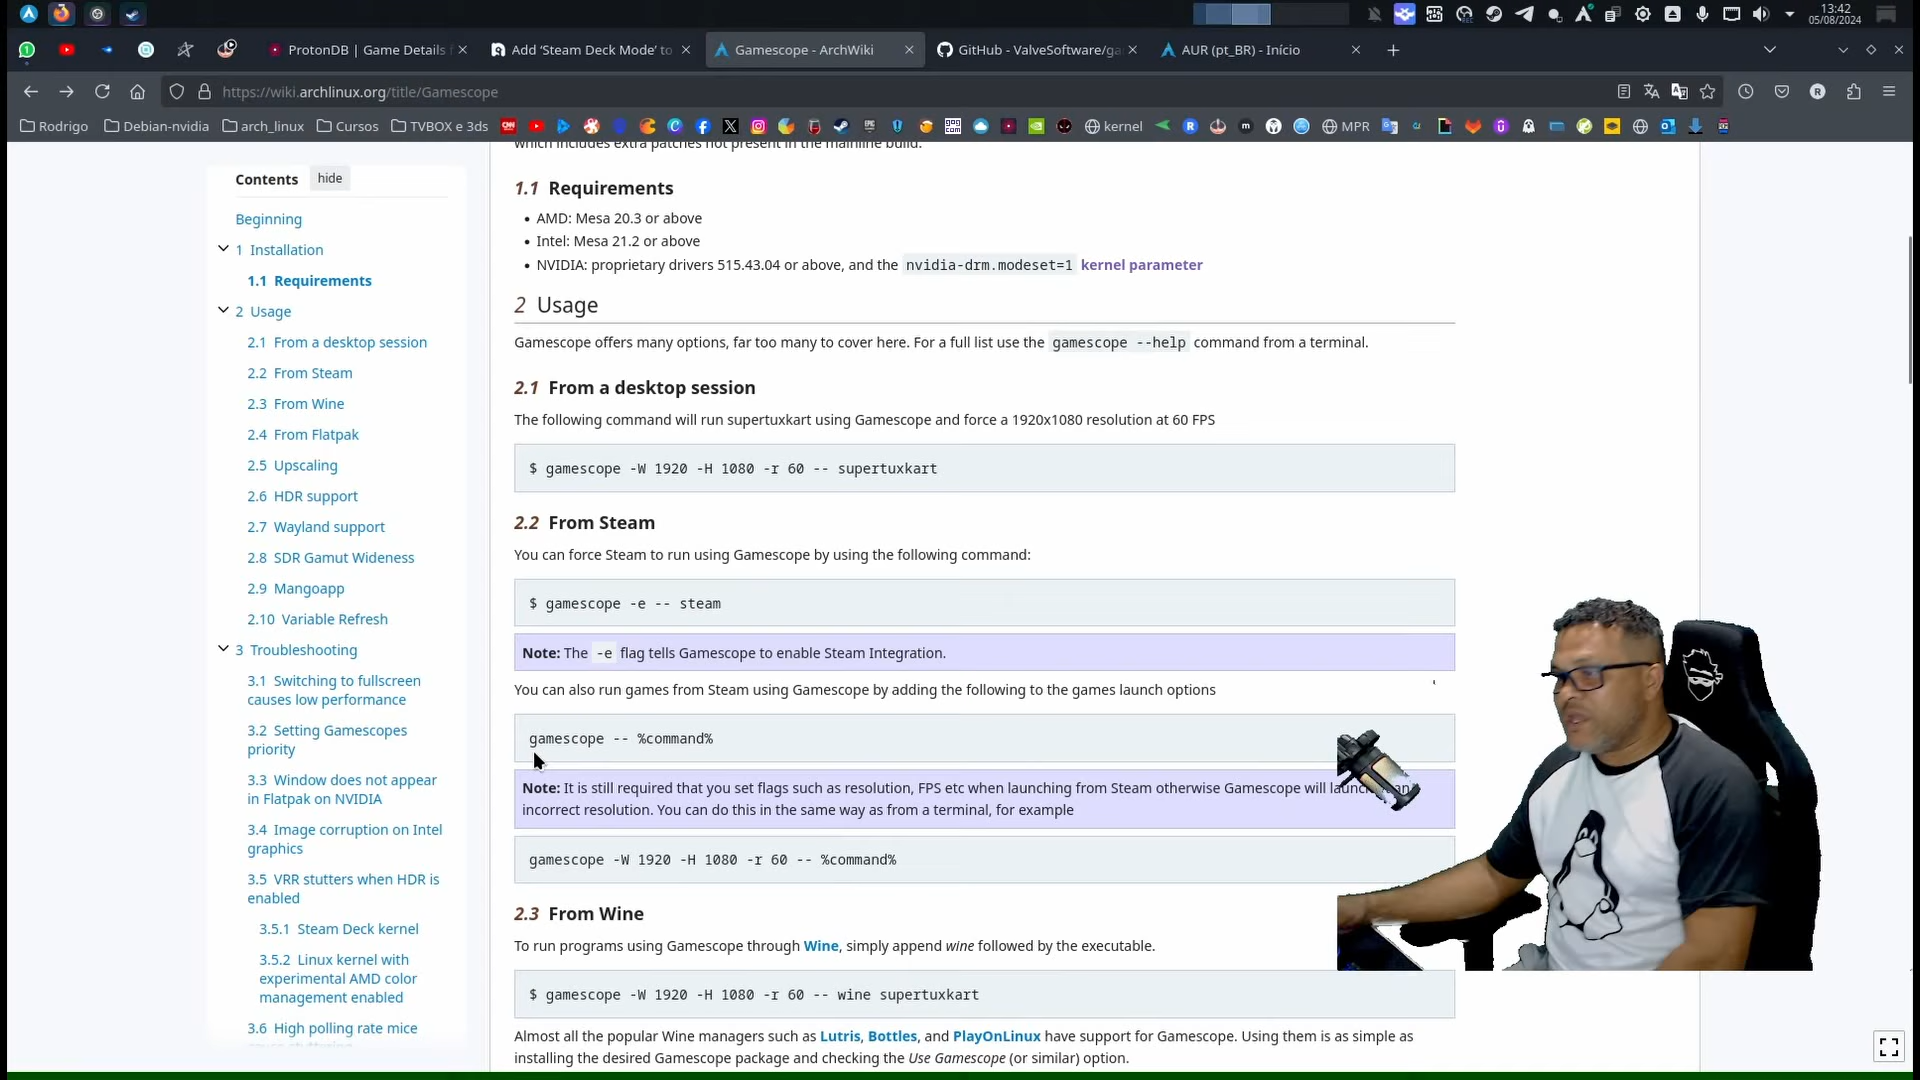 13:42
05/08/2024
ProtonDB | Game Details f
Add ‘Steam Deck Mode’ to
Gamescope - ArchWiki
GitHub - ValveSoftware/ga
AUR (pt_BR) - Início
https://wiki.archlinux.org/title/Gamescope
Rodrigo
Debian-nvidia
arch_linux
Cursos
TVBOX e 3ds
kernel
MPR
which includes extra patches not present in the mainline build.
Contents
hide
Beginning
1 Installation
1.1 Requirements
2 Usage
2.1 From a desktop session
2.2 From Steam
2.3 From Wine
2.4 From Flatpak
2.5 Upscaling
2.6 HDR support
2.7 Wayland support
2.8 SDR Gamut Wideness
2.9 Mangoapp
2.10 Variable Refresh
3 Troubleshooting
3.1 Switching to fullscreen
causes low performance
3.2 Setting Gamescopes
priority
3.3 Window does not appear
in Flatpak on NVIDIA
3.4 Image corruption on Intel
graphics
3.5 VRR stutters when HDR is
enabled
3.5.1 Steam Deck kernel
3.5.2 Linux kernel with
experimental AMD color
management enabled
3.6 High polling rate mice
1.1 Requirements
• AMD: Mesa 20.3 or above
• Intel: Mesa 21.2 or above
• NVIDIA: proprietary drivers 515.43.04 or above, and the nvidia-drm.modeset=1 kernel parameter
2 Usage
Gamescope offers many options, far too many to cover here. For a full list use the gamescope --help command from a terminal.
2.1 From a desktop session
The following command will run supertuxkart using Gamescope and force a 1920x1080 resolution at 60 FPS
$ gamescope -W 1920 -H 1080 -r 60 -- supertuxkart
2.2 From Steam
You can force Steam to run using Gamescope by using the following command:
$ gamescope -e -- steam
Note: The -e flag tells Gamescope to enable Steam Integration.
You can also run games from Steam using Gamescope by adding the following to the games launch options
gamescope -- %command%
Note: It is still required that you set flags such as resolution, FPS etc when launching from Steam otherwise Gamescope will launch an
incorrect resolution. You can do this in the same way as from a terminal, for example
gamescope -W 1920 -H 1080 -r 60 -- %command%
2.3 From Wine
To run programs using Gamescope through Wine, simply append wine followed by the executable.
$ gamescope -W 1920 -H 1080 -r 60 -- wine supertuxkart
Almost all the popular Wine managers such as Lutris, Bottles, and PlayOnLinux have support for Gamescope. Using them is as simple as
installing the desired Gamescope package and checking the Use Gamescope (or similar) option.